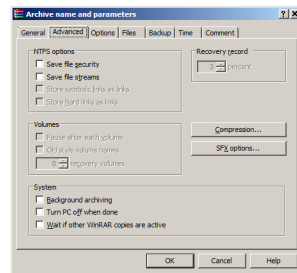 Archive name and parameters
General Advanced Options Files Backup Time Comment
NTFS options
Save file security
Save file streams
Store symbolic links as links
Store hard links as links
Recovery record
3 percent
Volumes
Pause after each volume
Old style volume names
0 recovery volumes
Compression...
SFX options...
System
Background archiving
Turn PC off when done
Wait if other WinRAR copies are active
OK Cancel Help